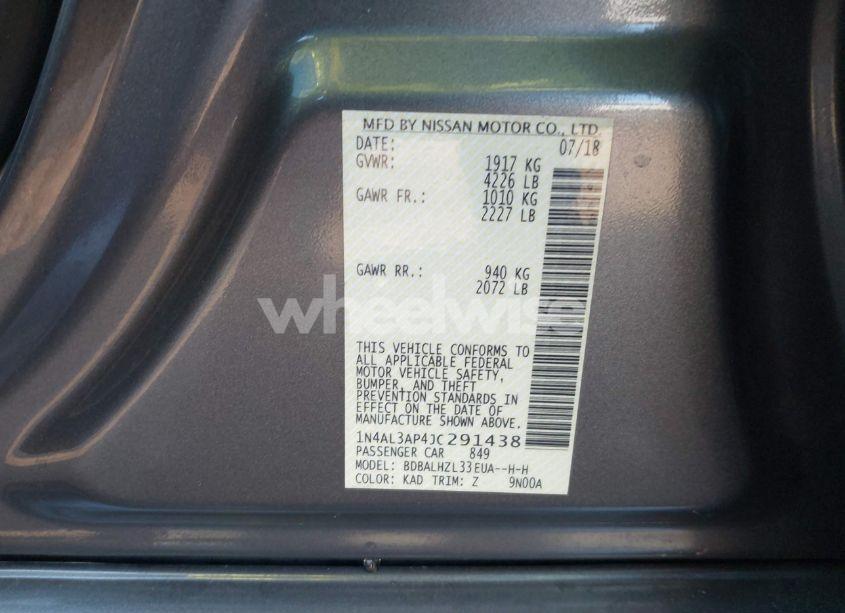 MFD BY NISSAN MOTOR CO., LTD.
DATE: 07/18
GVWR: 1917 KG
4226 LB
GAWR FR.: 1010 KG
2227 LB
GAWR RR.: 940 KG
2072 LB
wheelwise
THIS VEHICLE CONFORMS TO
ALL APPLICABLE FEDERAL
MOTOR VEHICLE SAFETY,
BUMPER, AND THEFT
PREVENTION STANDARDS IN
EFFECT ON THE DATE OF
MANUFACTURE SHOWN ABOVE.
1N4AL3AP4JC291438
PASSENGER CAR 849
MODEL: BDBALHZL33EUA--H-H
COLOR: KAD TRIM: Z 9N00A